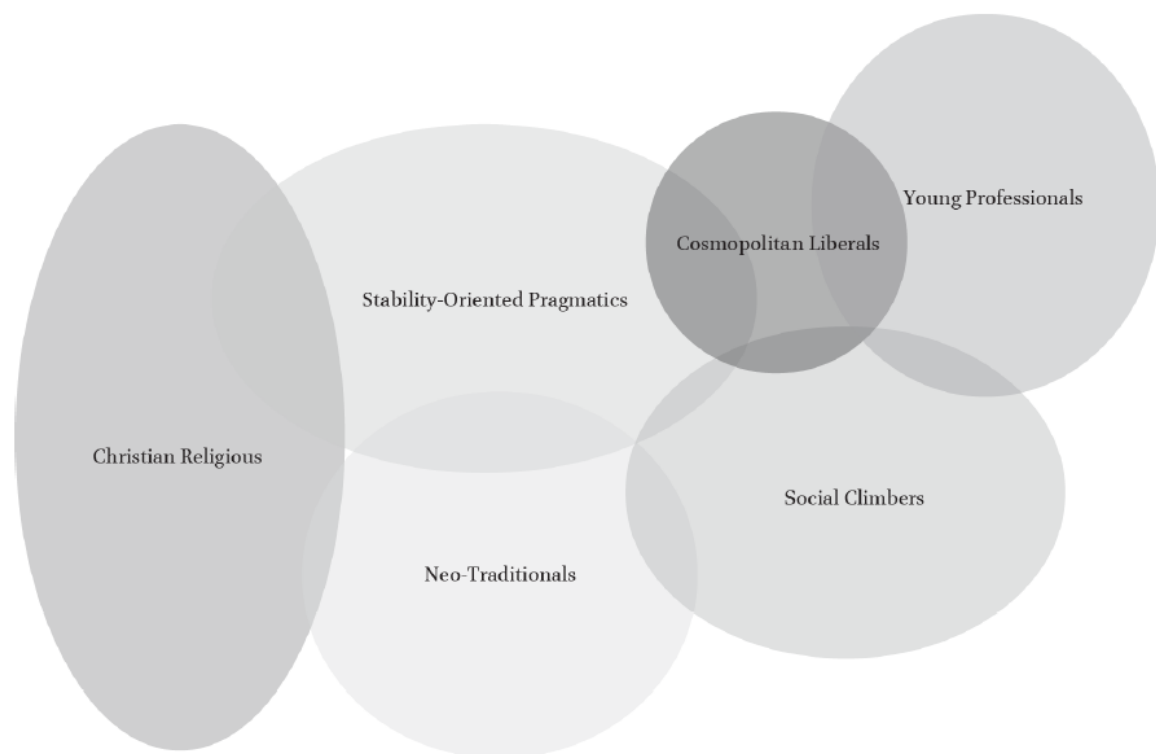 Young Professionals
Cosmopolitan Liberals
Stability-Oriented Pragmatics
Christian Religious
Social Climbers
Neo-Traditionals